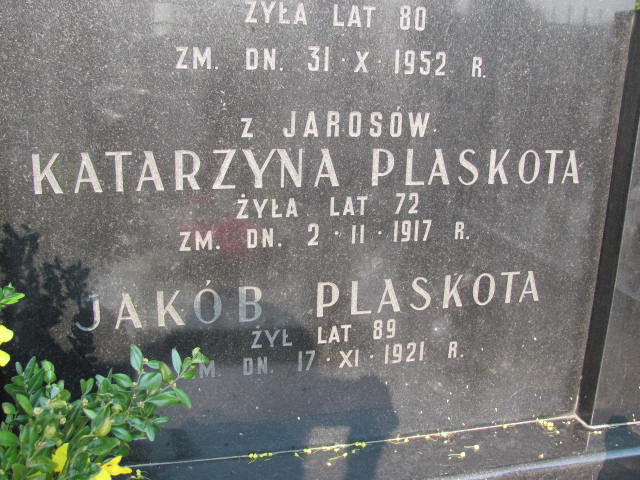 ŻYŁA LAT 80
ZM. DN. 31 · X · 1952 R.
z JAROSÓW.
KATARZYNA PLASKOTA
ŻYŁA LAT 72
ZM. DN. 2 · II · 1917 R.
JAKÓB PLASKOTA
ŻYŁ LAT 89
ZM. DN. 17 · XI · 1921 R.